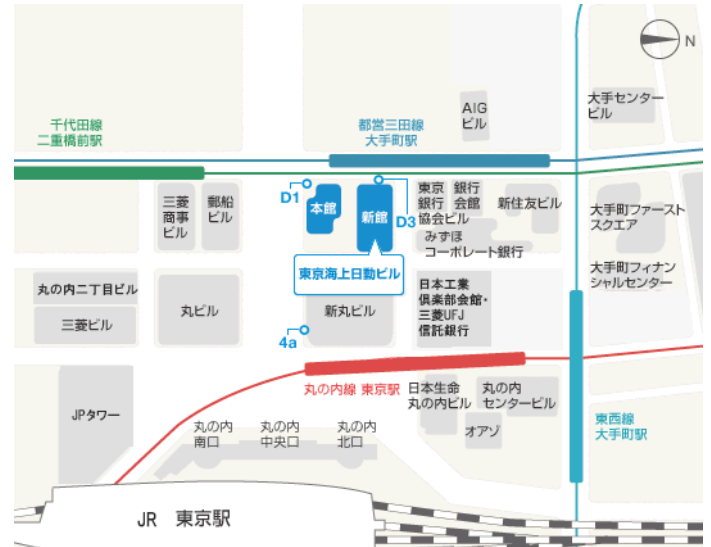 N
AIG
ビル
大手センター
ビル
千代田線
二重橋前駅
都営三田線
大手町駅
D1
本館
新館
D3
三菱
商事
ビル
郵船
ビル
東京
銀行
協会ビル
銀行
会館
新住友ビル
みずほ
コーポレート銀行
大手町ファースト
スクエア
東京海上日動ビル
大手町フィナン
シャルセンター
丸の内二丁目ビル
三菱ビル
丸ビル
新丸ビル
4a
日本工業
倶楽部会館・
三菱UFJ
信託銀行
丸の内線 東京駅
日本生命
丸の内ビル
丸の内
センタービル
オアゾ
東西線
大手町駅
JPタワー
丸の内
南口
丸の内
中央口
丸の内
北口
JR 東京駅